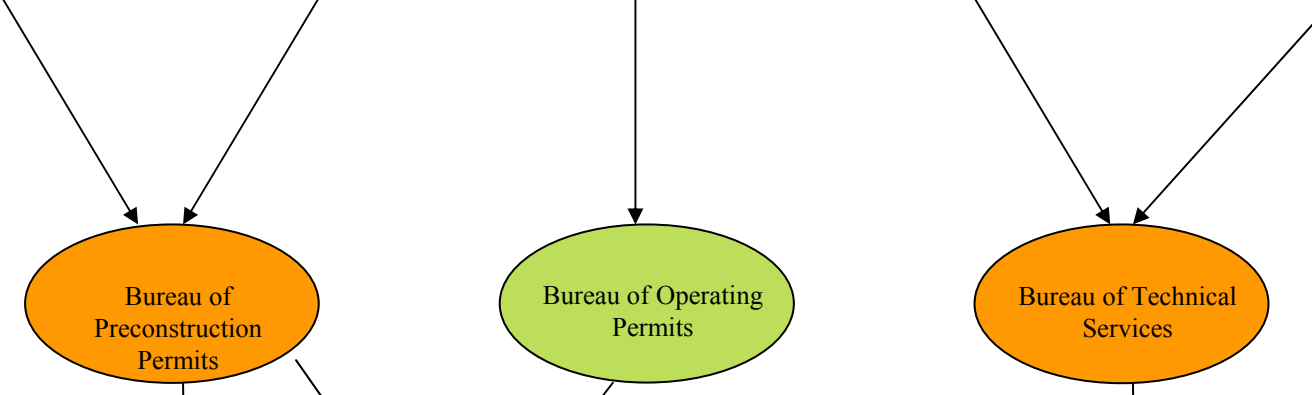 Bureau of
Preconstruction
Permits
Bureau of Operating
Permits
Bureau of Technical
Services